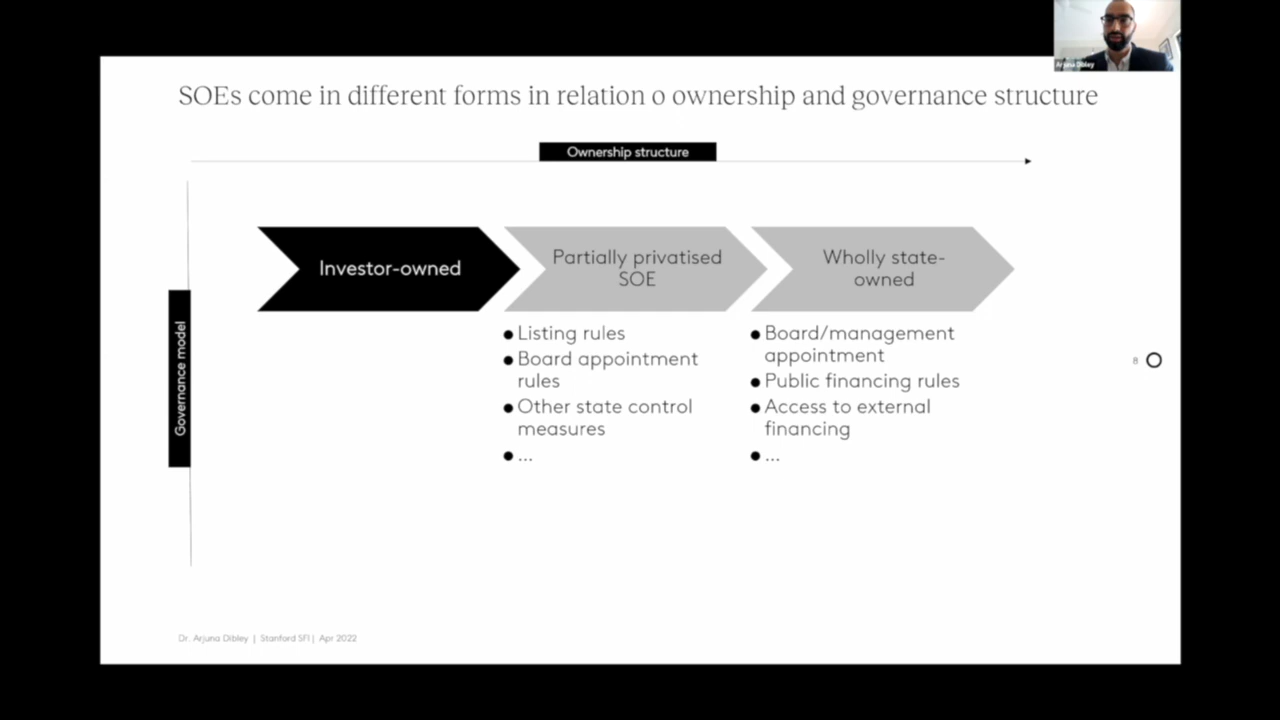 Arjuna Dibley
SOEs come in different forms in relation o ownership and governance structure
Ownership structure
Governance model
Investor-owned
Partially privatised
SOE
Wholly state-
owned
● Listing rules
● Board appointment
rules
● Other state control
measures
● ...
● Board/management
appointment
● Public financing rules
● Access to external
financing
● ...
8
Dr. Arjuna Dibley | Stanford SFI | Apr 2022